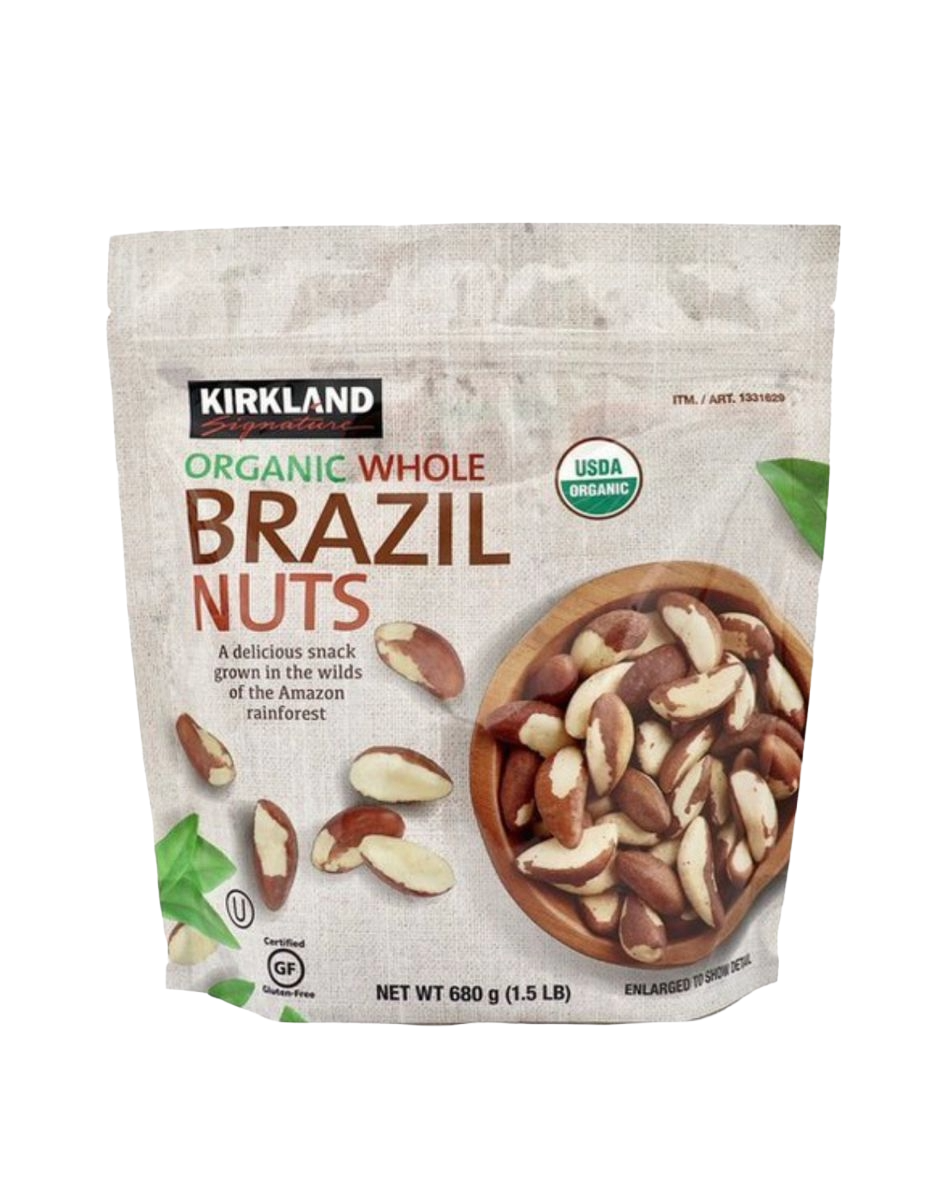 KIRKLAND
Signature
ITM. / ART. 1331629
ORGANIC WHOLE
BRAZIL
NUTS
USDA
ORGANIC
A delicious snack
grown in the wilds
of the Amazon
rainforest
U
Certified
GF
Gluten-Free
NET WT 680 g (1.5 LB)
ENLARGED TO SHOW DETAIL